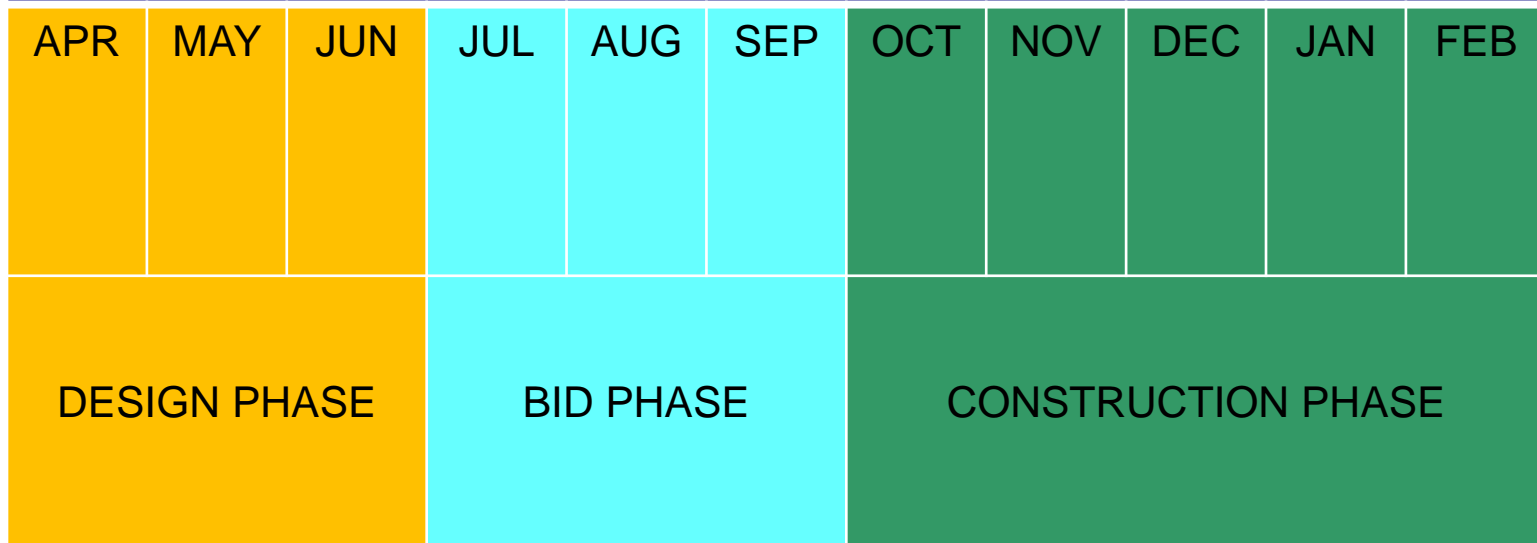 APR MAY JUN JUL AUG SEP OCT NOV DEC JAN FEB
DESIGN PHASE BID PHASE CONSTRUCTION PHASE